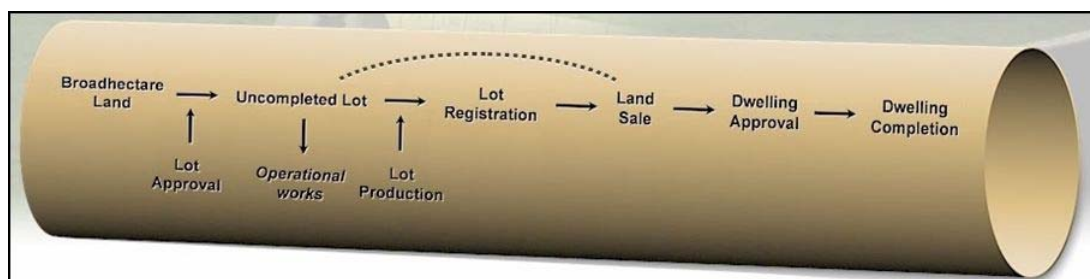 Broadhectare
Land
Uncompleted Lot
Lot
Registration
Land
Sale
Dwelling
Approval
Dwelling
Completion
Lot
Approval
Operational
works
Lot
Production